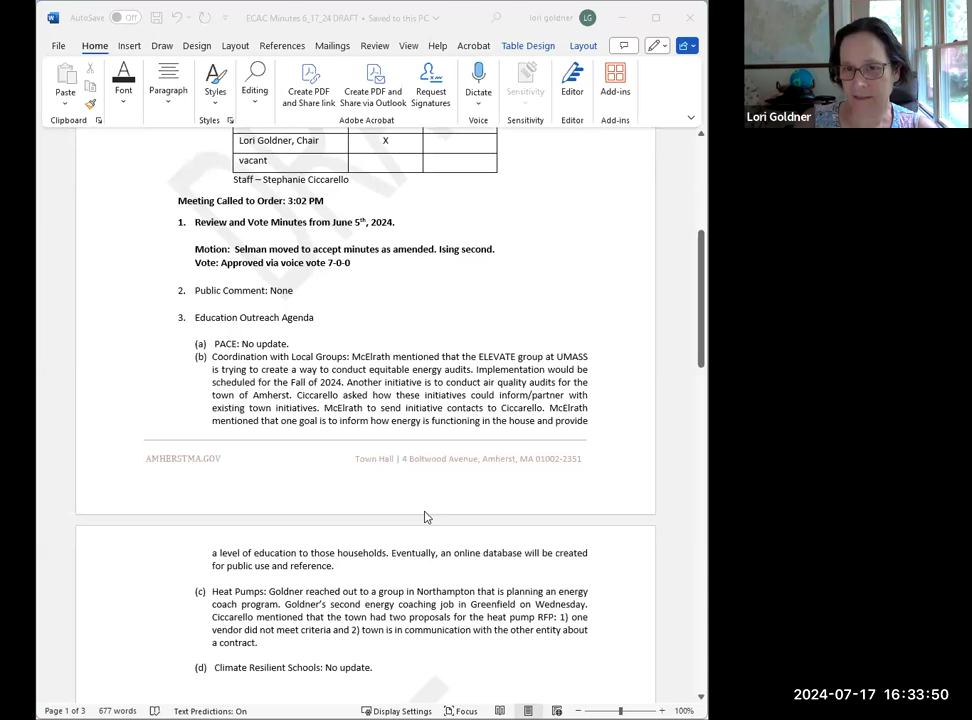 AutoSave Off ECAC Minutes 6_17_24 DRAFT • Saved to this PC lori goldner LG
File Home Insert Draw Design Layout References Mailings Review View Help Acrobat Table Design Layout
Paste Font Paragraph Styles Editing Create PDF and Share link Create PDF and Share via Outlook Request Signatures Dictate Sensitivity Editor Add-ins
Clipboard Styles Adobe Acrobat Voice Sensitivity Editor Add-ins
Lori Goldner
Lori Goldner, Chair X
vacant
Staff – Stephanie Ciccarello
Meeting Called to Order: 3:02 PM
1. Review and Vote Minutes from June 5th, 2024.
Motion: Selman moved to accept minutes as amended. Ising second.
Vote: Approved via voice vote 7-0-0
2. Public Comment: None
3. Education Outreach Agenda
(a) PACE: No update.
(b) Coordination with Local Groups: McElrath mentioned that the ELEVATE group at UMASS
is trying to create a way to conduct equitable energy audits. Implementation would be
scheduled for the Fall of 2024. Another initiative is to conduct air quality audits for the
town of Amherst. Ciccarello asked how these initiatives could inform/partner with
existing town initiatives. McElrath to send initiative contacts to Ciccarello. McElrath
mentioned that one goal is to inform how energy is functioning in the house and provide
AMHERSTMA.GOV Town Hall | 4 Boltwood Avenue, Amherst, MA 01002-2351
a level of education to those households. Eventually, an online database will be created
for public use and reference.
(c) Heat Pumps: Goldner reached out to a group in Northampton that is planning an energy
coach program. Goldner's second energy coaching job in Greenfield on Wednesday.
Ciccarello mentioned that the town had two proposals for the heat pump RFP: 1) one
vendor did not meet criteria and 2) town is in communication with the other entity about
a contract.
(d) Climate Resilient Schools: No update.
2024-07-17 16:33:50
Page 1 of 3 677 words Text Predictions: On Display Settings Focus 100%